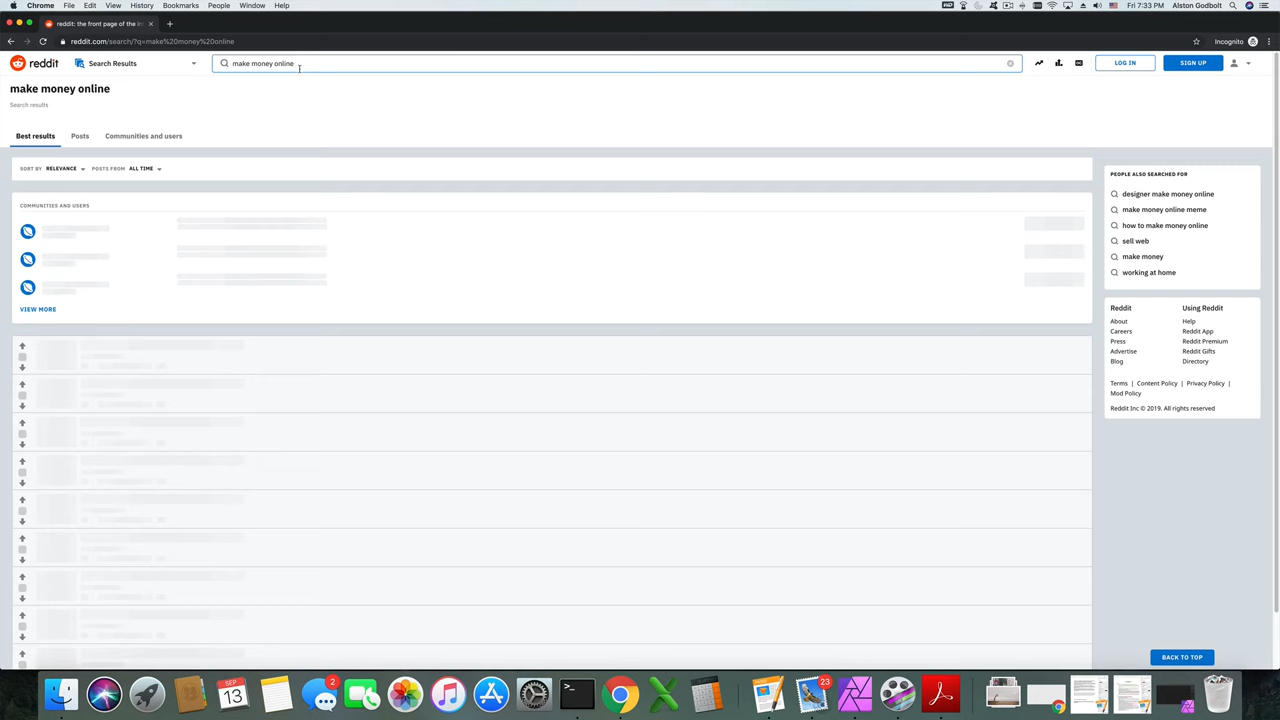 Chrome File Edit View History Bookmarks People Window Help
Fri 7:33 PM Alston Godbolt
reddit: the front page of the in
reddit.com/search/?q=make%20money%20online
Incognito
reddit Search Results make money online LOG IN SIGN UP
make money online
Search results
Best results Posts Communities and users
SORT BY RELEVANCE POSTS FROM ALL TIME
COMMUNITIES AND USERS
VIEW MORE
PEOPLE ALSO SEARCHED FOR
designer make money online
make money online meme
how to make money online
sell web
make money
working at home
Reddit Using Reddit
About Help
Careers Reddit App
Press Reddit Premium
Advertise Reddit Gifts
Blog Directory
Terms | Content Policy | Privacy Policy |
Mod Policy
Reddit Inc © 2019. All rights reserved
BACK TO TOP
SEP
13
2
23